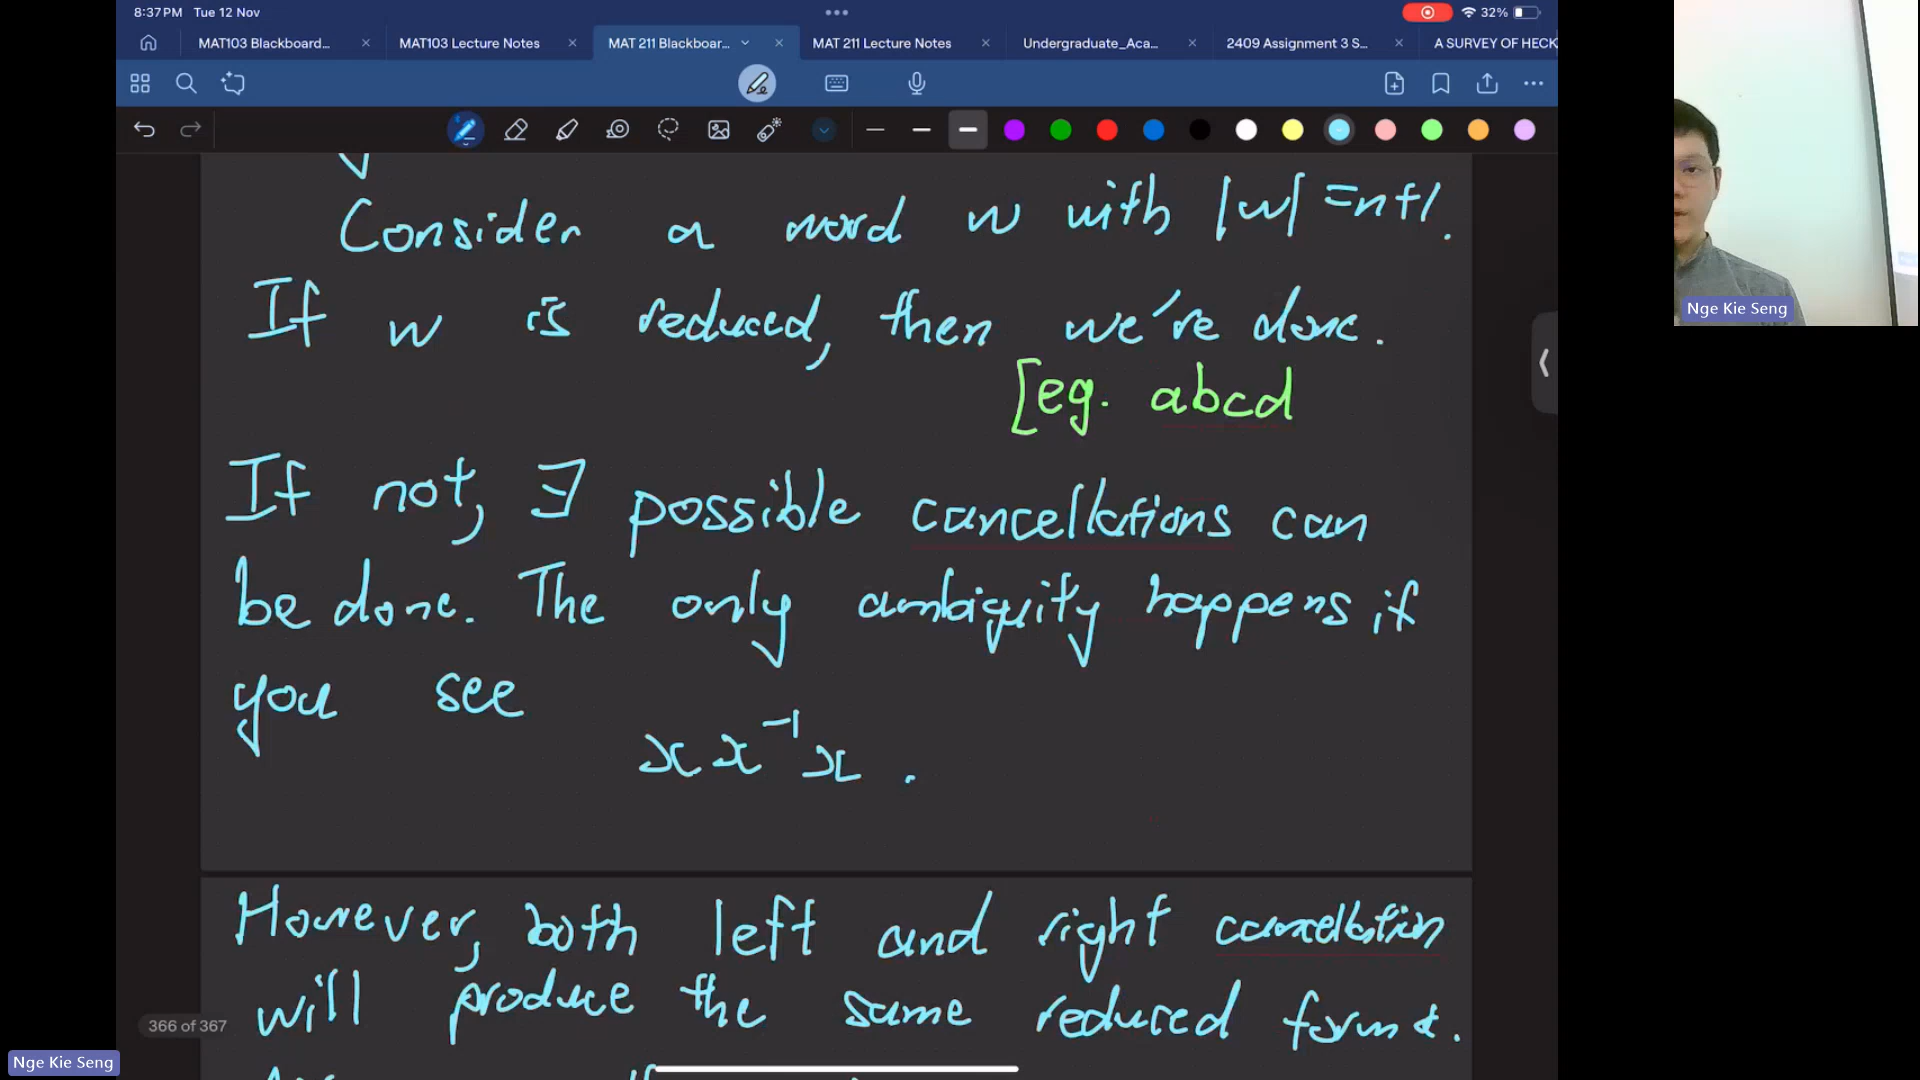 8:37PM Tue 12 Nov
32%
MAT103 Blackboard...
MAT103 Lecture Notes
MAT 211 Blackboar...
MAT 211 Lecture Notes
Undergraduate_Aca...
2409 Assignment 3 S...
A SURVEY OF HECK
Consider a word w with |w| = n+1.
If w is reduced, then we're done.
[eg. abcd
If not, ∃ possible cancellations can
be done. The only ambiguity happens if
you see
x x⁻¹ x .
However, both left and right cancellation
will produce the same reduced form.
366 of 367
Nge Kie Seng
Nge Kie Seng